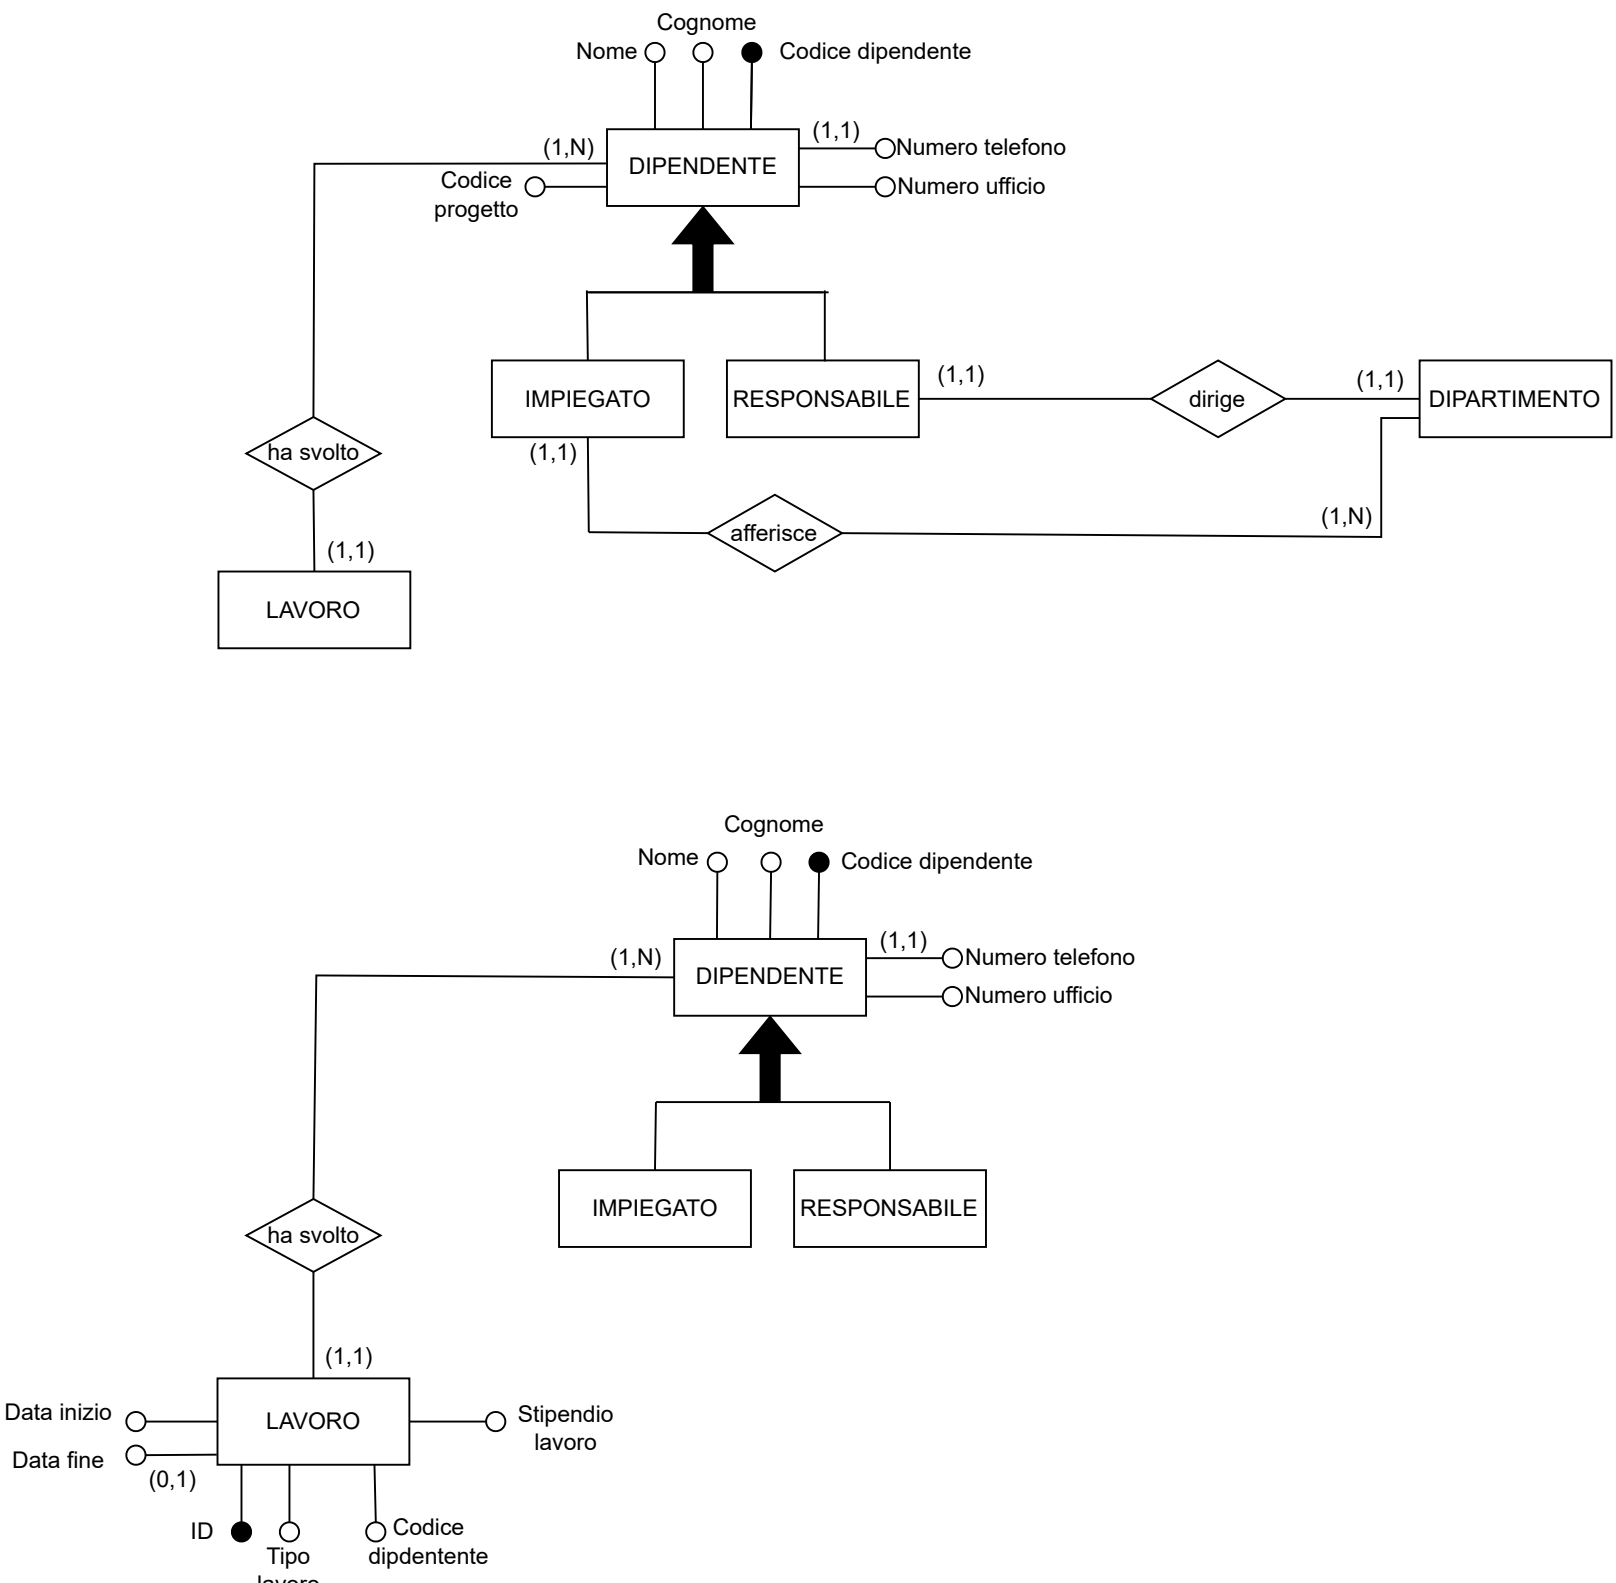 Cognome
Nome
Codice dipendente
(1,N)
DIPENDENTE
(1,1)
Numero telefono
Codice
progetto
Numero ufficio
IMPIEGATO
RESPONSABILE
(1,1)
dirige
(1,1)
DIPARTIMENTO
(1,1)
ha svolto
afferisce
(1,N)
(1,1)
LAVORO
Cognome
Nome
Codice dipendente
(1,N)
DIPENDENTE
(1,1)
Numero telefono
Numero ufficio
IMPIEGATO
RESPONSABILE
ha svolto
(1,1)
Data inizio
LAVORO
Stipendio
lavoro
Data fine
(0,1)
ID
Tipo
lavoro
Codice
dipdentente